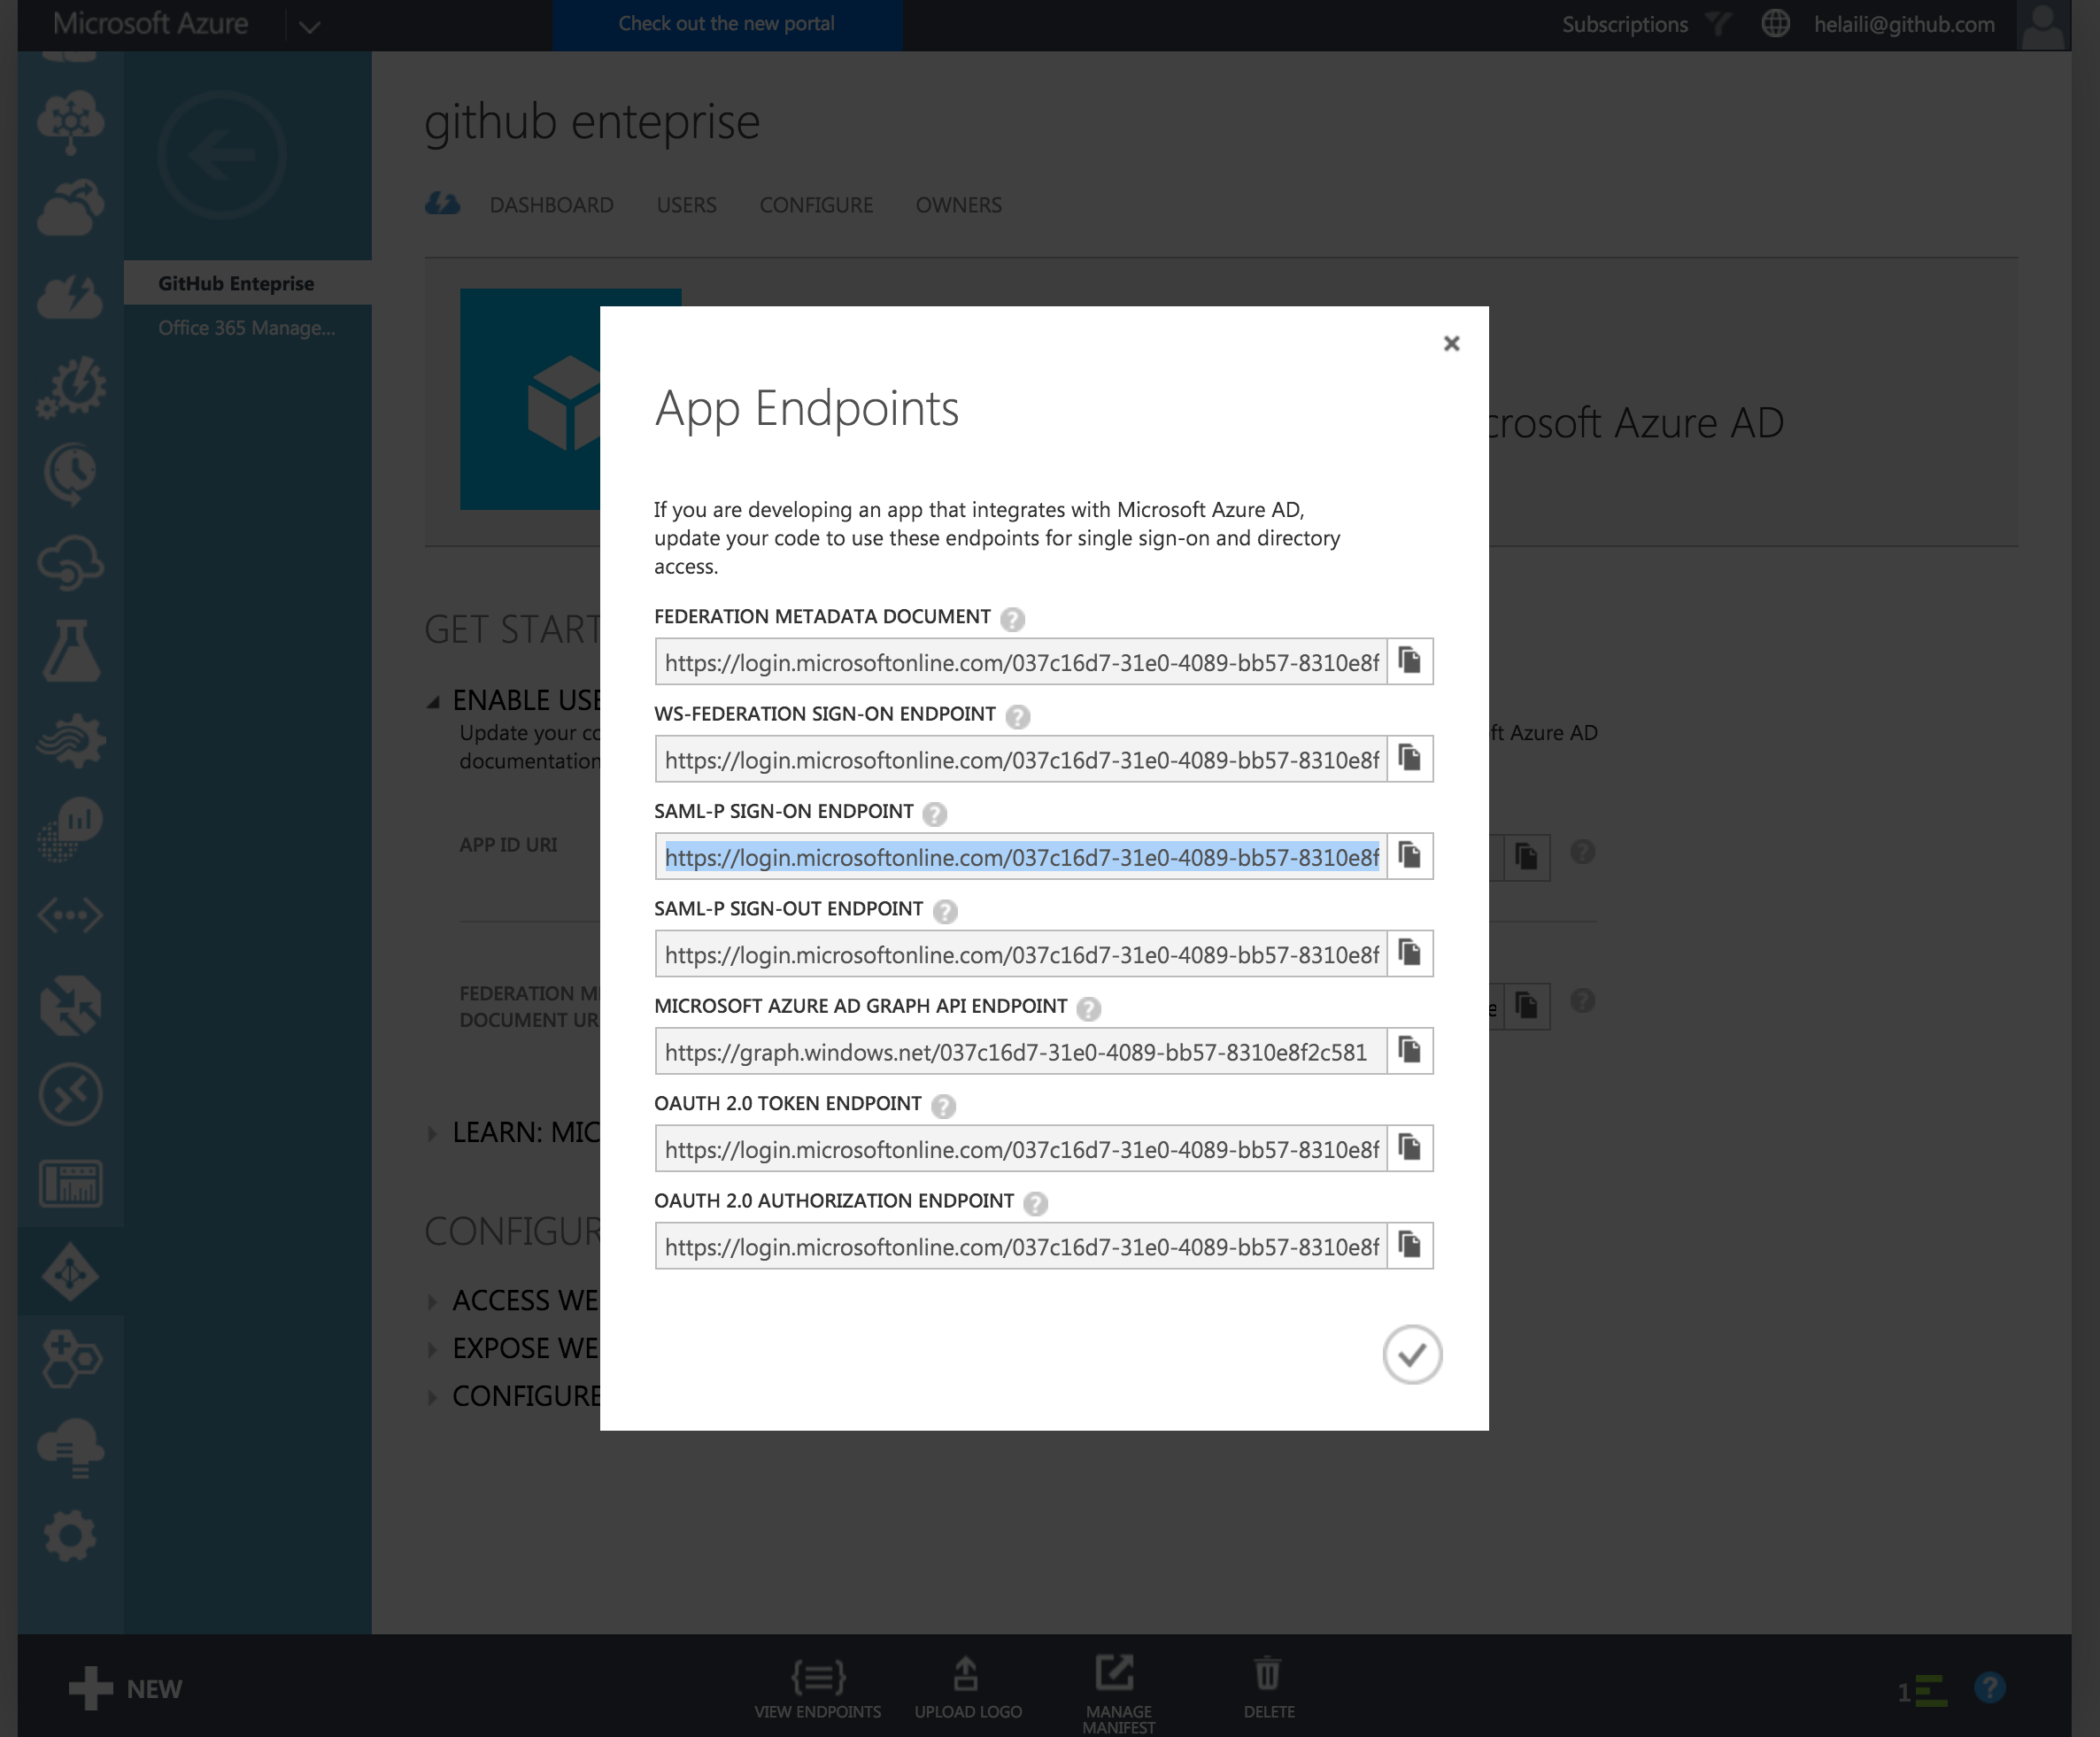 Microsoft Azure
Check out the new portal
Subscriptions
helaili@github.com
github enteprise
DASHBOARD USERS CONFIGURE OWNERS
GitHub Enteprise
Office 365 Manage...
crosoft Azure AD
GET START
ENABLE USE
Update your co
ft Azure AD
documentation
APP ID URI
FEDERATION M
DOCUMENT UR
e
LEARN: MIC
CONFIGUR
ACCESS WE
EXPOSE WE
CONFIGURE
App Endpoints
If you are developing an app that integrates with Microsoft Azure AD,
update your code to use these endpoints for single sign-on and directory
access.
FEDERATION METADATA DOCUMENT ?
https://login.microsoftonline.com/037c16d7-31e0-4089-bb57-8310e8f
WS-FEDERATION SIGN-ON ENDPOINT ?
https://login.microsoftonline.com/037c16d7-31e0-4089-bb57-8310e8f
SAML-P SIGN-ON ENDPOINT ?
https://login.microsoftonline.com/037c16d7-31e0-4089-bb57-8310e8f
SAML-P SIGN-OUT ENDPOINT ?
https://login.microsoftonline.com/037c16d7-31e0-4089-bb57-8310e8f
MICROSOFT AZURE AD GRAPH API ENDPOINT ?
https://graph.windows.net/037c16d7-31e0-4089-bb57-8310e8f2c581
OAUTH 2.0 TOKEN ENDPOINT ?
https://login.microsoftonline.com/037c16d7-31e0-4089-bb57-8310e8f
OAUTH 2.0 AUTHORIZATION ENDPOINT ?
https://login.microsoftonline.com/037c16d7-31e0-4089-bb57-8310e8f
NEW
VIEW ENDPOINTS
UPLOAD LOGO
MANAGE
MANIFEST
DELETE
1
?